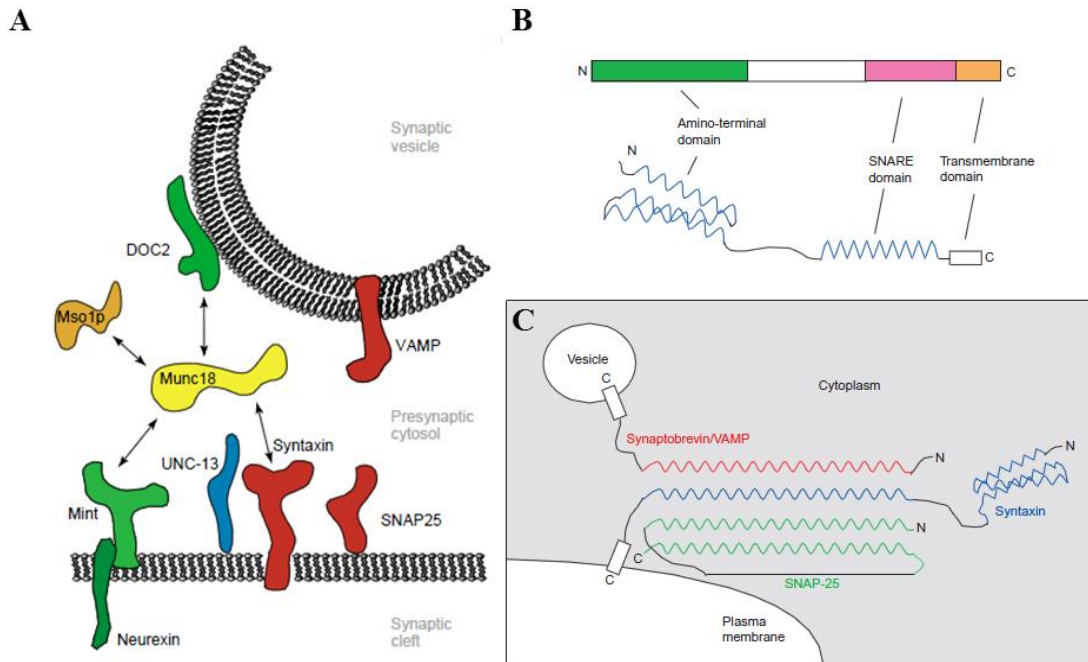 A
Synaptic
vesicle
DOC2
Mso1p
VAMP
Munc18
Presynaptic
cytosol
UNC-13
Syntaxin
Mint
SNAP25
Neurexin
Synaptic
cleft
B
N
C
Amino-terminal
domain
N
SNARE
domain
Transmembrane
domain
C
C
Vesicle
C
Cytoplasm
Synaptobrevin/VAMP
N
N
Syntaxin
N
C
C
SNAP-25
Plasma
membrane